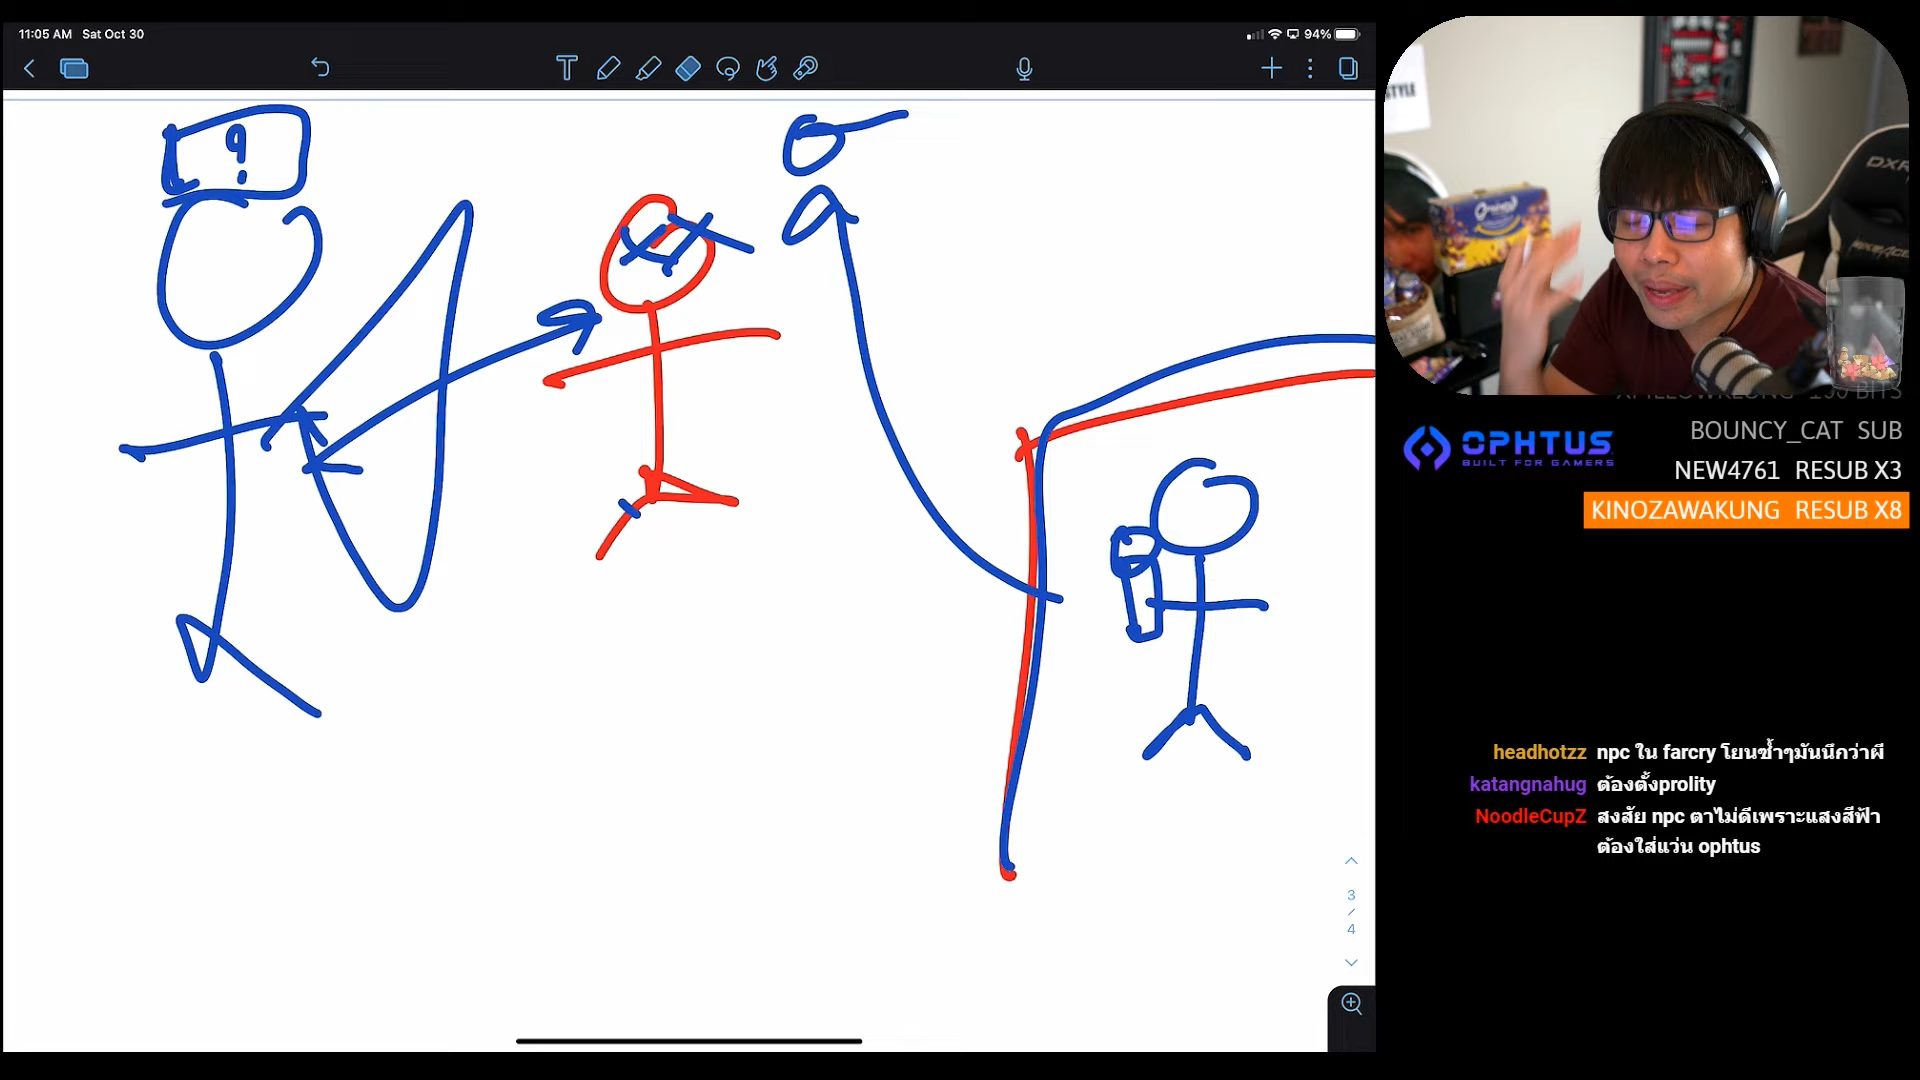 11:05 AM Sat Oct 30
94%
T
?
!
3
/
4
STYLE
DXR
OPHTUS
BUILT FOR GAMERS
BOUNCY_CAT SUB
NEW4761 RESUB X3
KINOZAWAKUNG RESUB X8
headhotzz npc ใน farcry โยนซ้ำๆมันนึกว่าผี
katangnahug ต้องตั้งprolity
NoodleCupZ สงสัย npc ตาไม่ดีเพราะแสงสีฟ้า
ต้องใส่แว่น ophtus